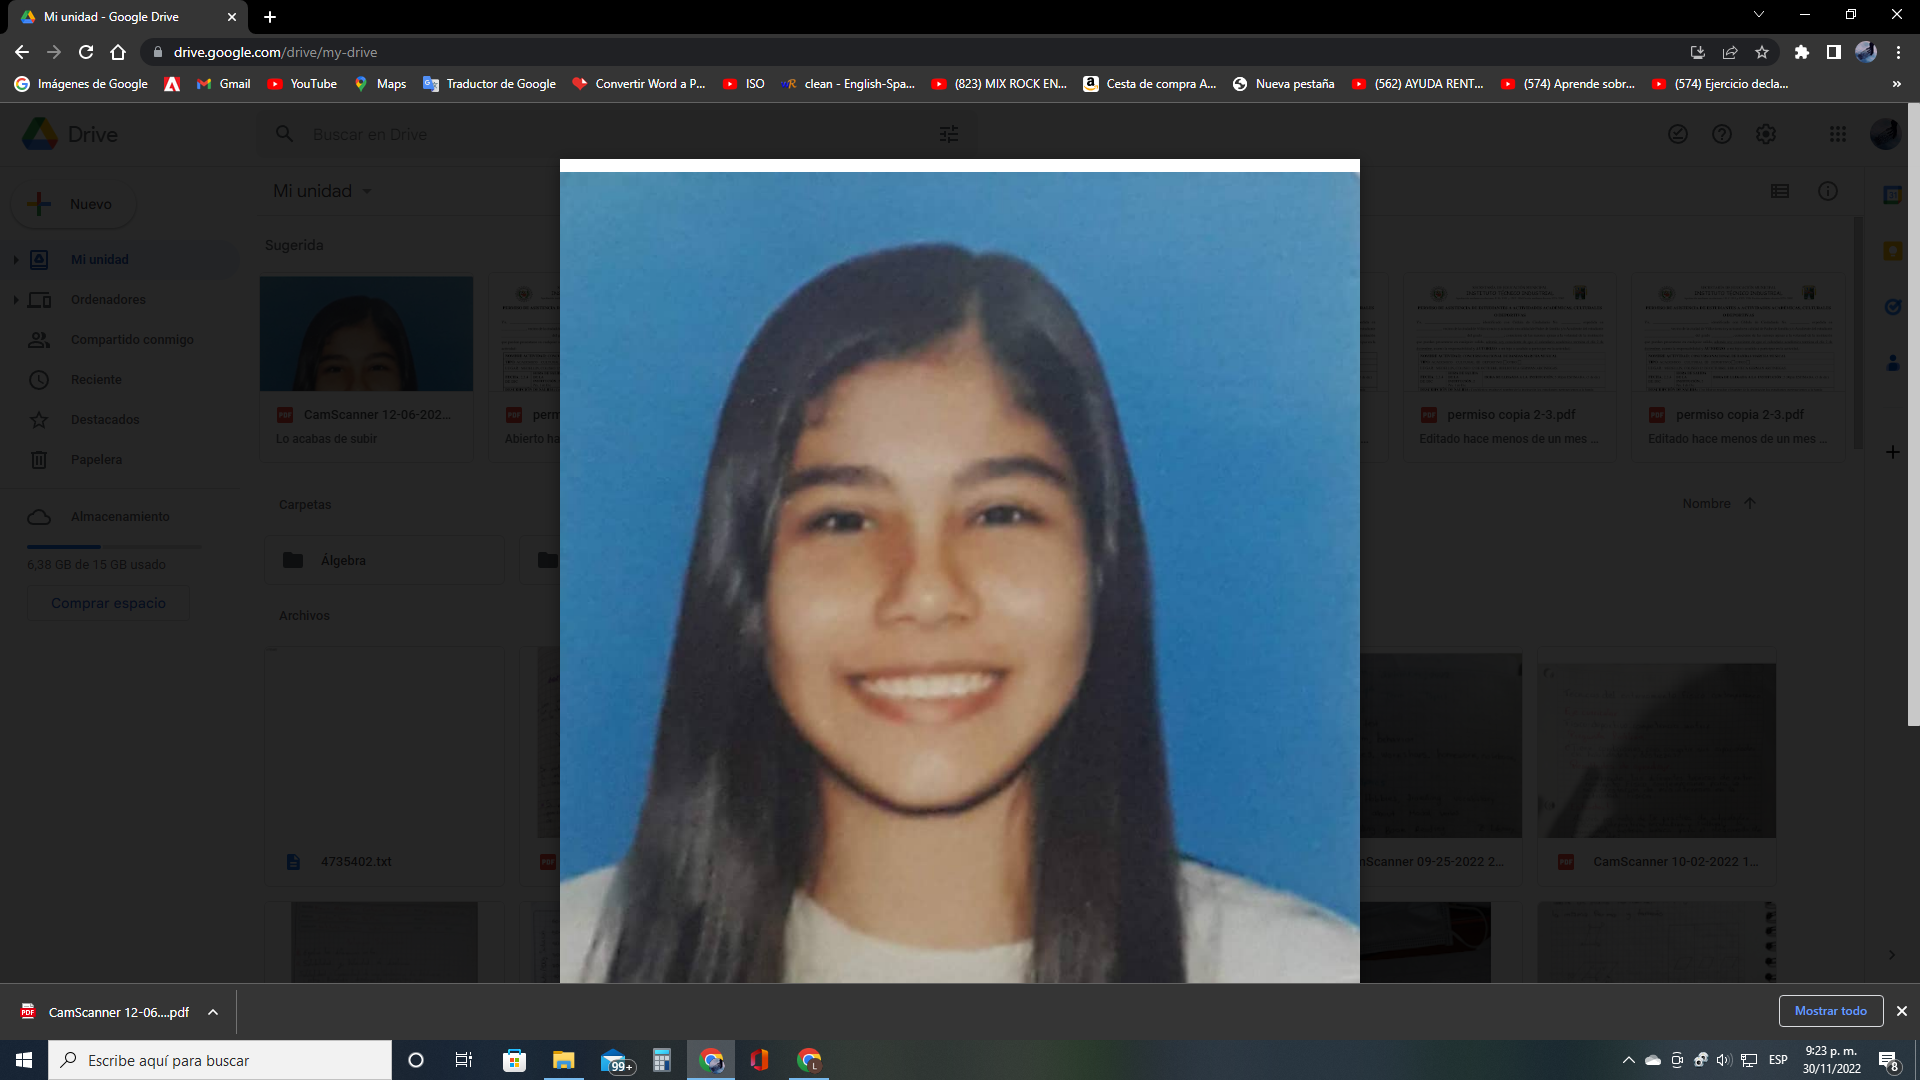 Mi unidad - Google Drive
drive.google.com/drive/my-drive
Imágenes de Google
Gmail
YouTube
Maps
Traductor de Google
Convertir Word a P...
ISO
clean - English-Spa...
(823) MIX ROCK EN...
Cesta de compra A...
Nueva pestaña
(562) AYUDA RENT...
(574) Aprende sobr...
(574) Ejercicio decla...
»
Drive
Buscar en Drive
Nuevo
Mi unidad
Ordenadores
Compartido conmigo
Reciente
Destacados
Papelera
Almacenamiento
6,38 GB de 15 GB usado
Comprar espacio
Mi unidad
Sugerida
PDF CamScanner 12-06-202...
Lo acabas de subir
PDF perm
Abierto ha
PDF permiso copia 2-3.pdf
Editado hace menos de un mes ...
PDF permiso copia 2-3.pdf
Editado hace menos de un mes ...
Carpetas
Nombre
Álgebra
Archivos
4735402.txt
PDF
nScanner 09-25-2022 2...
PDF CamScanner 10-02-2022 1...
PDF CamScanner 12-06....pdf
Mostrar todo
Escribe aquí para buscar
99+
L
ESP
9:23 p. m.
30/11/2022
8